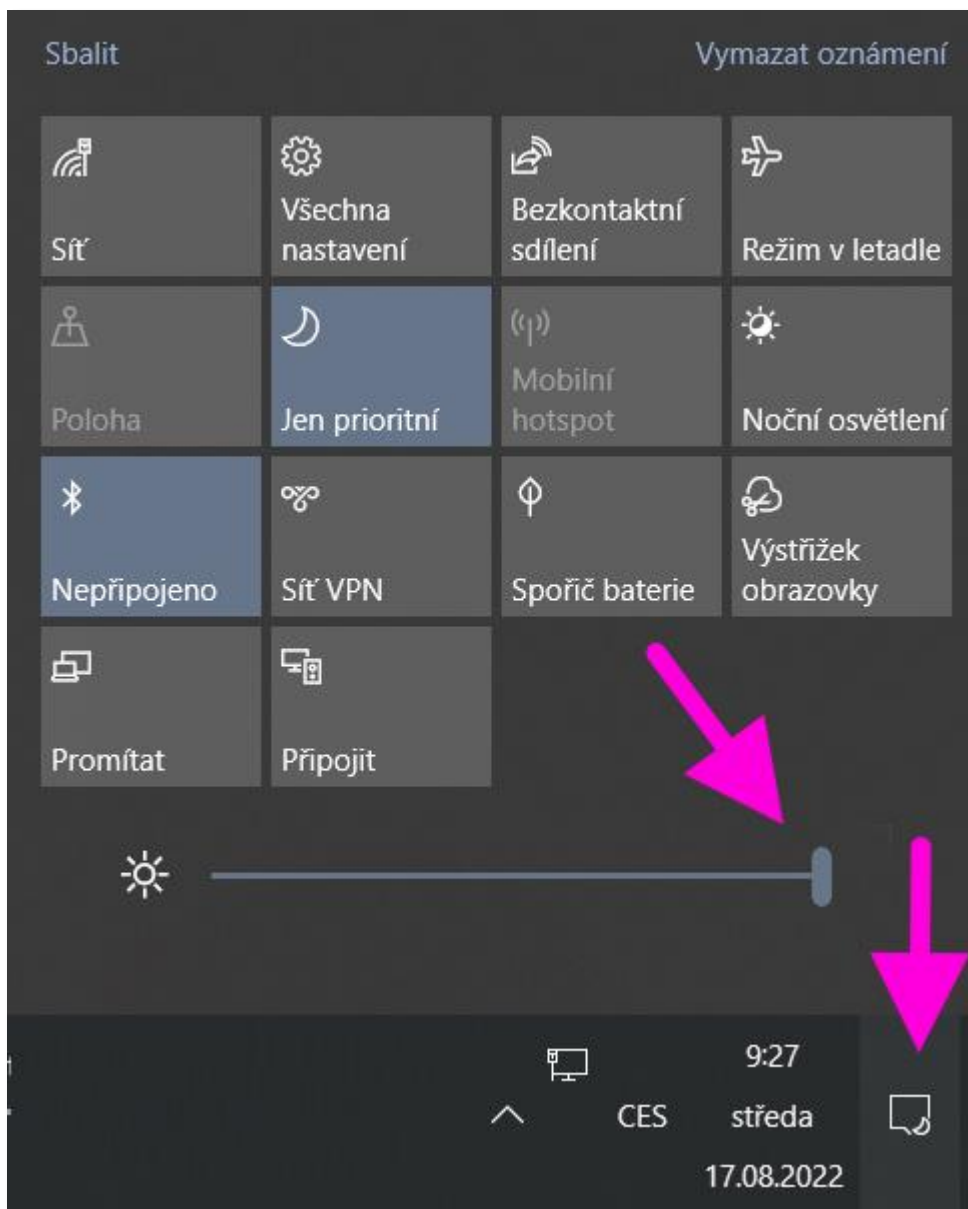 Sbalit
Vymazat oznámení
Síť
Všechna
nastavení
Bezkontaktní
sdílení
Režim v letadle
Poloha
Jen prioritní
Mobilní
hotspot
Noční osvětlení
Nepřipojeno
Síť VPN
Spořič baterie
Výstřižek
obrazovky
Promítat
Připojit
9:27
CES
středa
17.08.2022